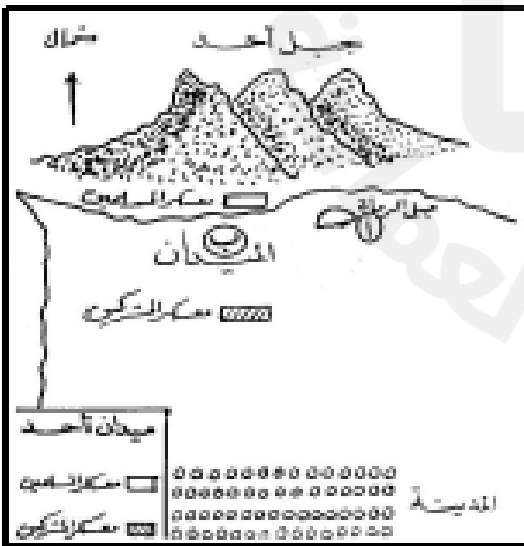 شمال
جبل أحد
معسكر المسلمين
جبل الرماة
الميدان
معسكر المشركين
ميدان أحد
معسكر المسلمين
معسكر المشركين
المدينة